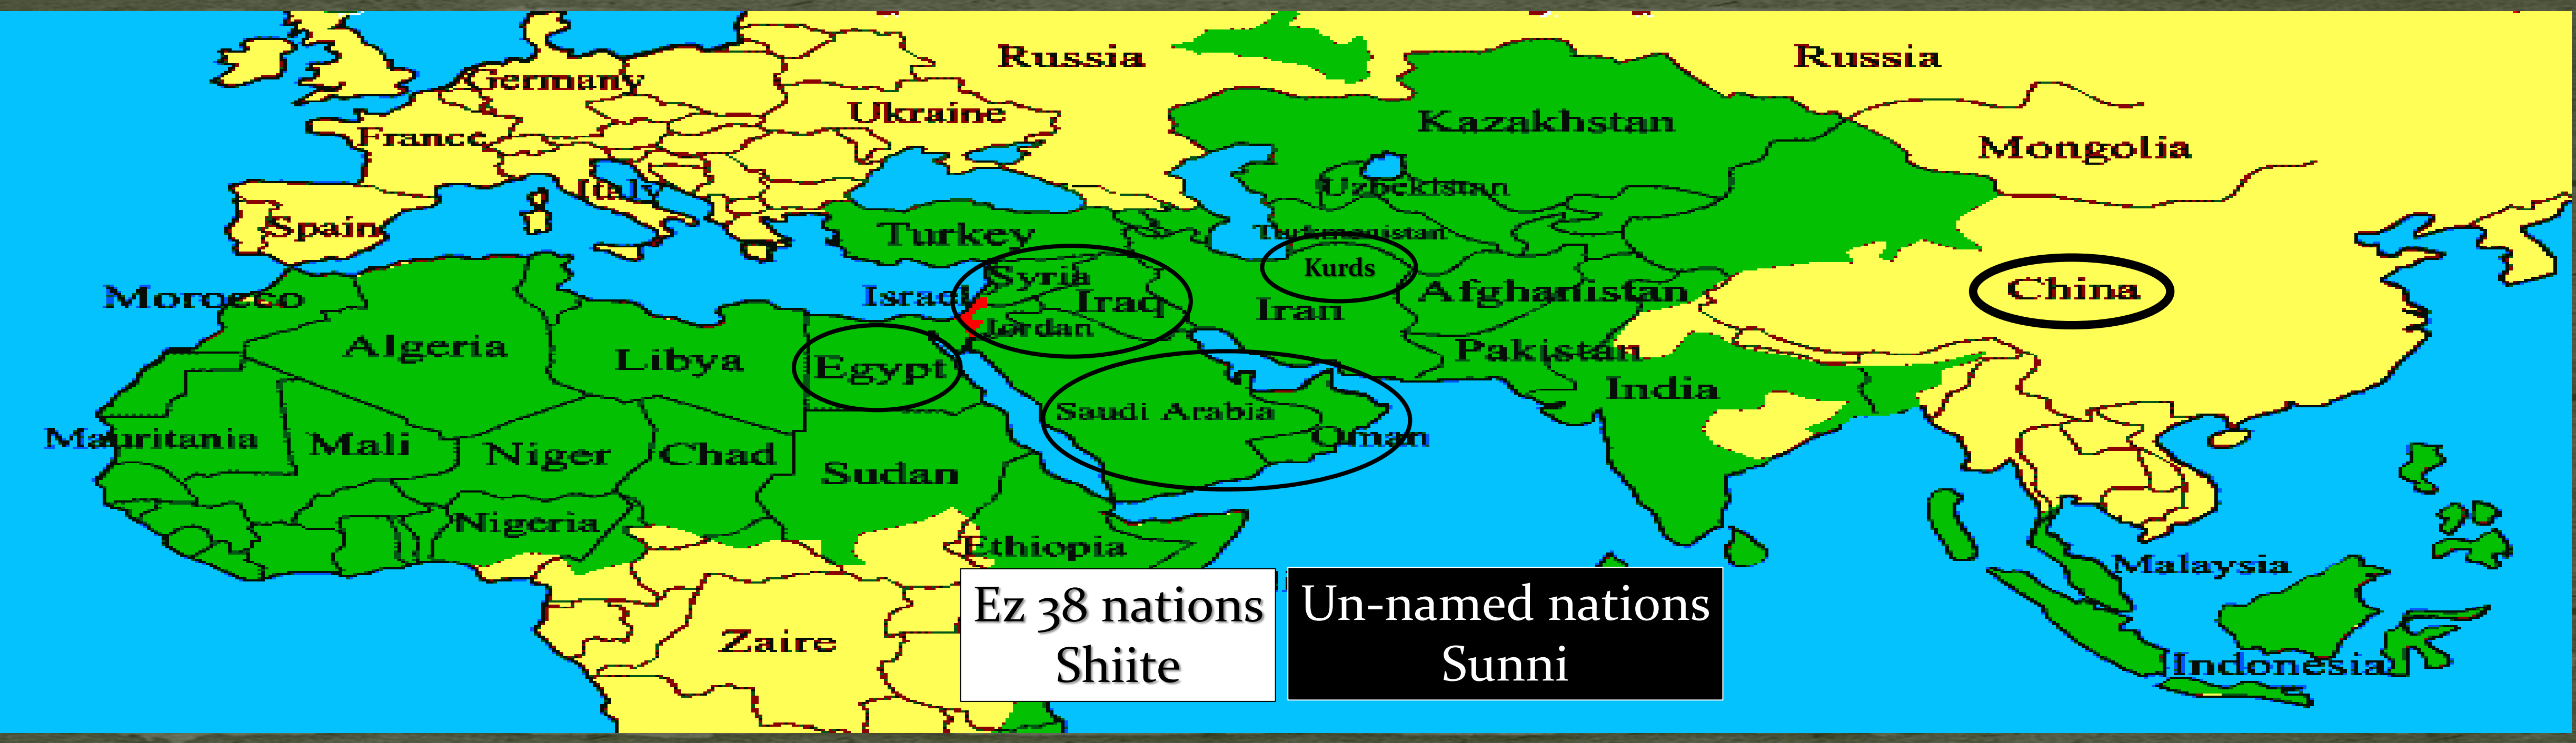 Russia
Russia
Germany
Ukraine
France
Kazakhstan
Mongolia
Italy
Uzbekistan
Spain
Turkey
Turkmenistan
Kurds
Syria
China
Morocco
Israel
Iraq
Iran
Afghanistan
Jordan
Algeria
Libya
Egypt
Pakistan
India
Saudi Arabia
Oman
Mauritania
Mali
Niger
Chad
Sudan
Nigeria
Ethiopia
Malaysia
Zaire
Indonesia
Ez 38 nations
Shiite
Un-named nations
Sunni